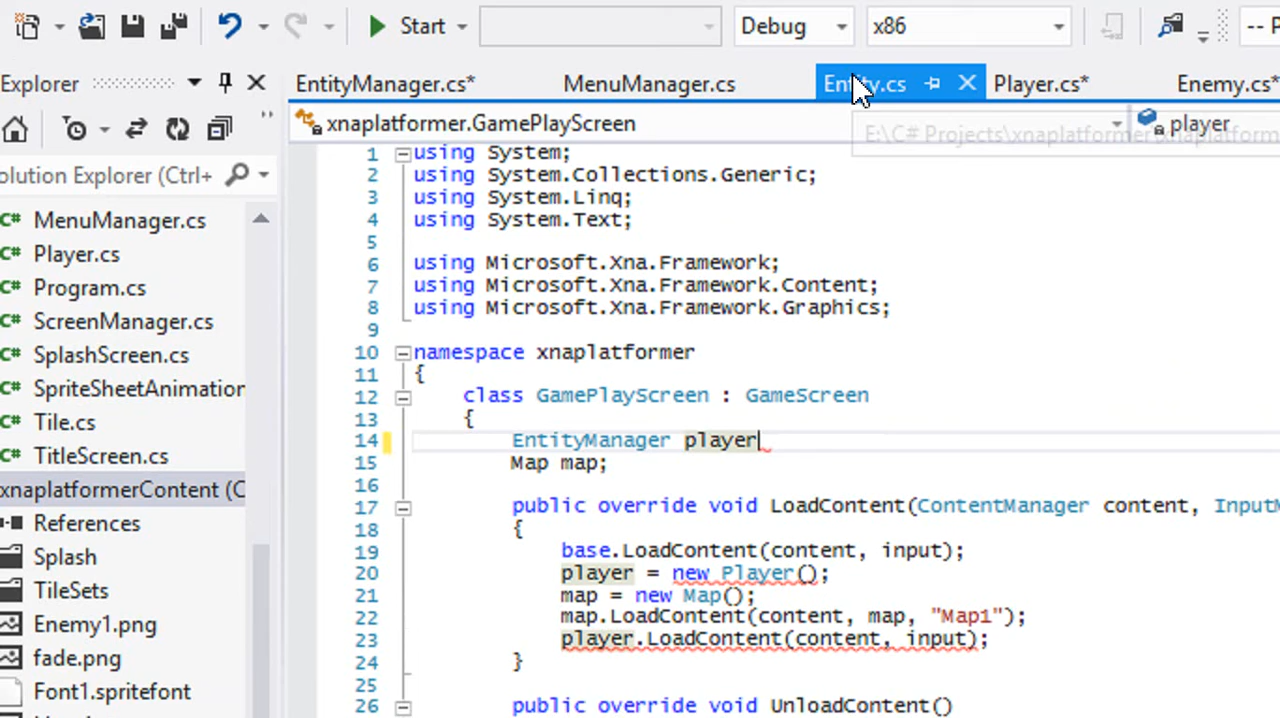 Start Debug x86 -- P
Explorer
EntityManager.cs* MenuManager.cs Entity.cs Player.cs* Enemy.cs*
xnaplatformer.GamePlayScreen player
E:\C# Projects\xnaplatformer\xnaplatform
olution Explorer (Ctrl+
MenuManager.cs
Player.cs
Program.cs
ScreenManager.cs
SplashScreen.cs
SpriteSheetAnimation
Tile.cs
TitleScreen.cs
xnaplatformerContent (C
References
Splash
TileSets
Enemy1.png
fade.png
Font1.spritefont
1 using System;
2 using System.Collections.Generic;
3 using System.Linq;
4 using System.Text;
5
6 using Microsoft.Xna.Framework;
7 using Microsoft.Xna.Framework.Content;
8 using Microsoft.Xna.Framework.Graphics;
9
10 namespace xnaplatformer
11 {
12 class GamePlayScreen : GameScreen
13 {
14 EntityManager player
15 Map map;
16
17 public override void LoadContent(ContentManager content, InputM
18 {
19 base.LoadContent(content, input);
20 player = new Player();
21 map = new Map();
22 map.LoadContent(content, map, "Map1");
23 player.LoadContent(content, input);
24 }
25
26 public override void UnloadContent()